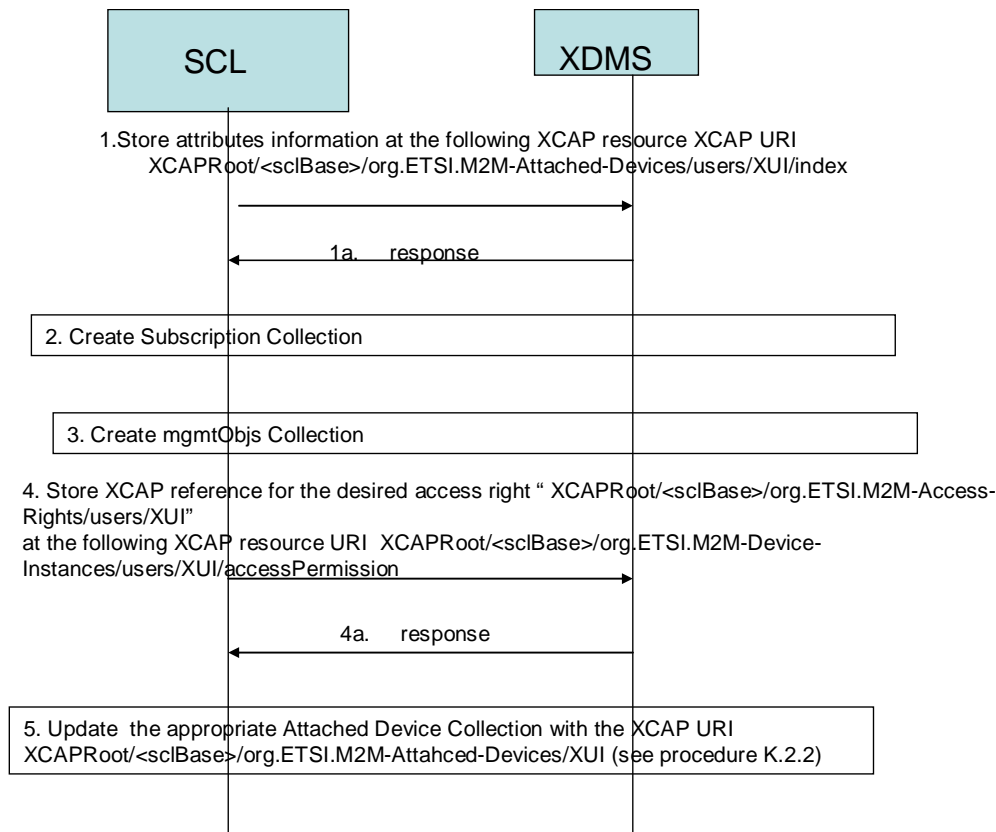 SCL
XDMS
1.Store attributes information at the following XCAP resource XCAP URI
XCAPRoot/<sclBase>/org.ETSI.M2M-Attached-Devices/users/XUI/index
1a. response
2. Create Subscription Collection
3. Create mgmtObjs Collection
4. Store XCAP reference for the desired access right “ XCAPRoot/<sclBase>/org.ETSI.M2M-Access-
Rights/users/XUI”
at the following XCAP resource URI XCAPRoot/<sclBase>/org.ETSI.M2M-Device-
Instances/users/XUI/accessPermission
4a. response
5. Update the appropriate Attached Device Collection with the XCAP URI
XCAPRoot/<sclBase>/org.ETSI.M2M-Attahced-Devices/XUI (see procedure K.2.2)